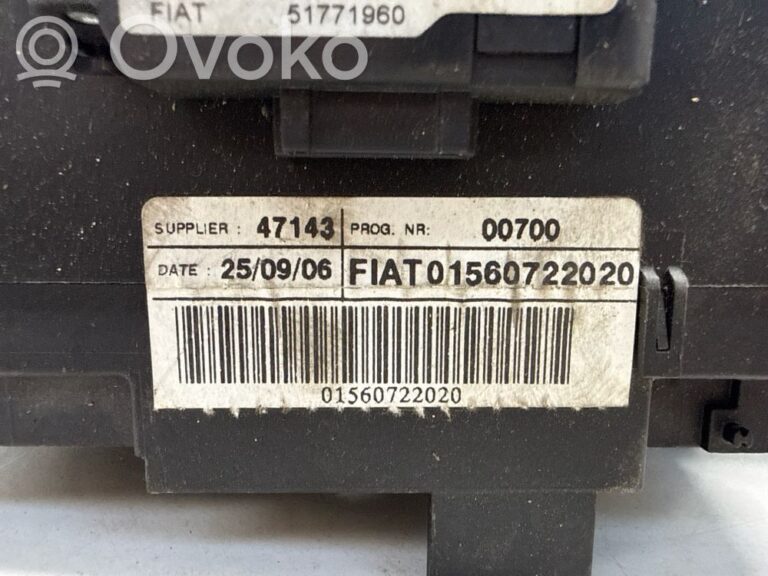 FIAT 51771960
Ovoko
SUPPLIER : 47143 PROG. NR: 00700
DATE : 25/09/06 FIAT 01560722020
01560722020